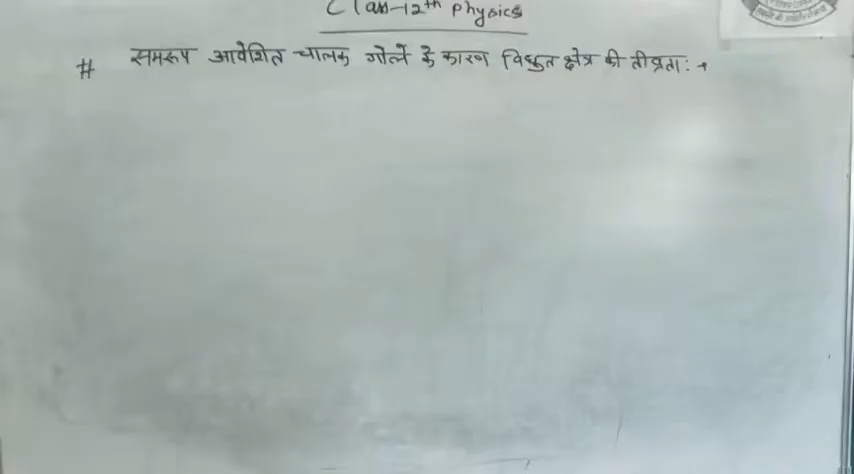 Class-12th Physics
# समरूप आवेशित चालक गोले के कारण विधुत क्षेत्र की तीव्रता : →